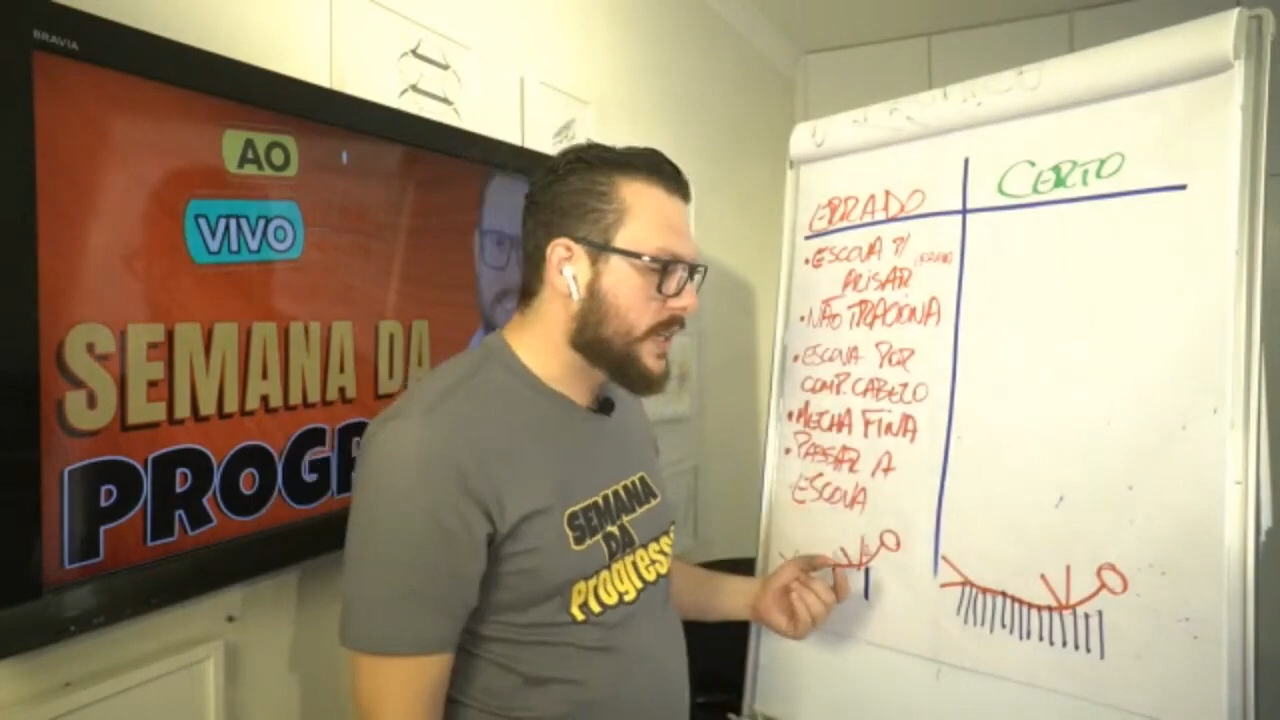 BRAVIA
AO
VIVO
SEMANA DA
PROGR
SEMANA
DA
Progress
ERRADO
CERTO
• ESCOVA P/
ALISAR
• NÃO TRACIONA
• ESCOVA POR
COMP. CABELO
• MECHA FINA
• PASSAR A
ESCOVA